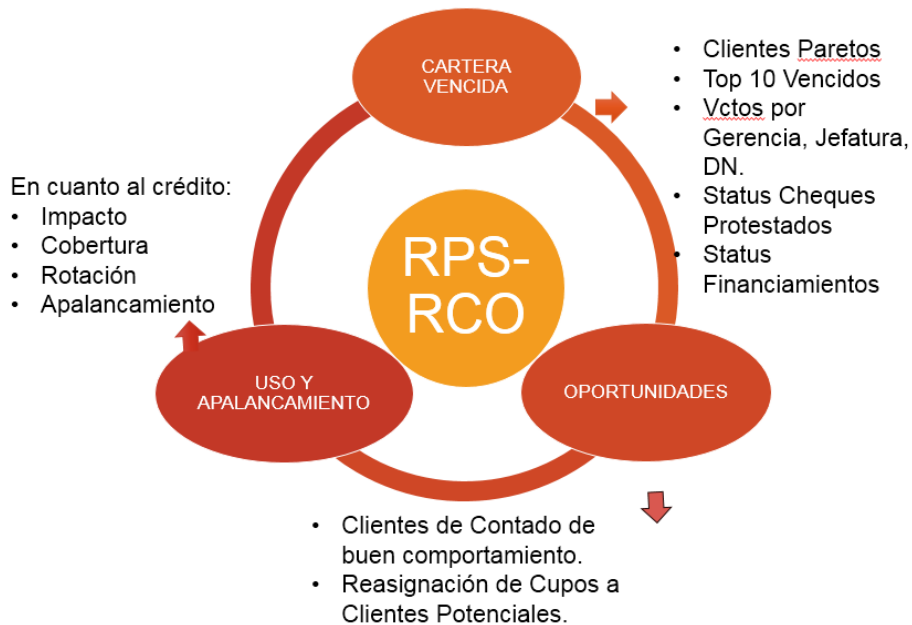 CARTERA
VENCIDA
• Clientes Paretos
• Top 10 Vencidos
• Vctos por
Gerencia, Jefatura,
DN.
• Status Cheques
Protestados
• Status
Financiamientos
En cuanto al crédito:
• Impacto
• Cobertura
• Rotación
• Apalancamiento
RPS-
RCO
USO Y
APALANCAMIENTO
OPORTUNIDADES
• Clientes de Contado de
buen comportamiento.
• Reasignación de Cupos a
Clientes Potenciales.